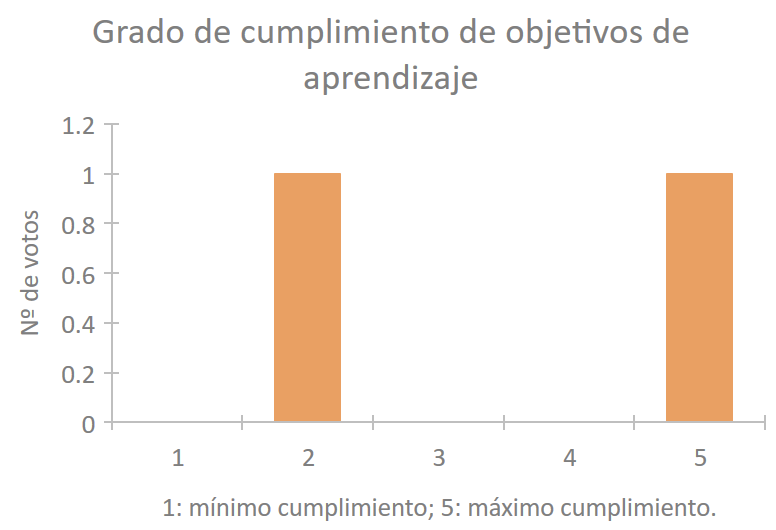 Grado de cumplimiento de objetivos de
aprendizaje
1.2
1
0.8
0.6
0.4
0.2
0
Nº de votos
1 2 3 4 5
1: mínimo cumplimiento; 5: máximo cumplimiento.